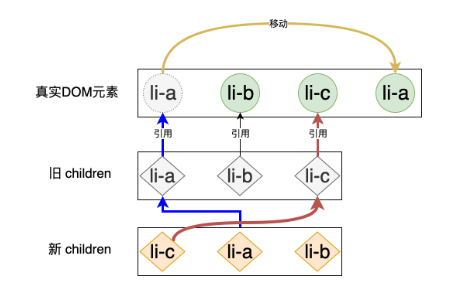 移动
真实DOM元素 li-a li-b li-c li-a
引用 引用 引用
旧 children li-a li-b li-c
新 children li-c li-a li-b